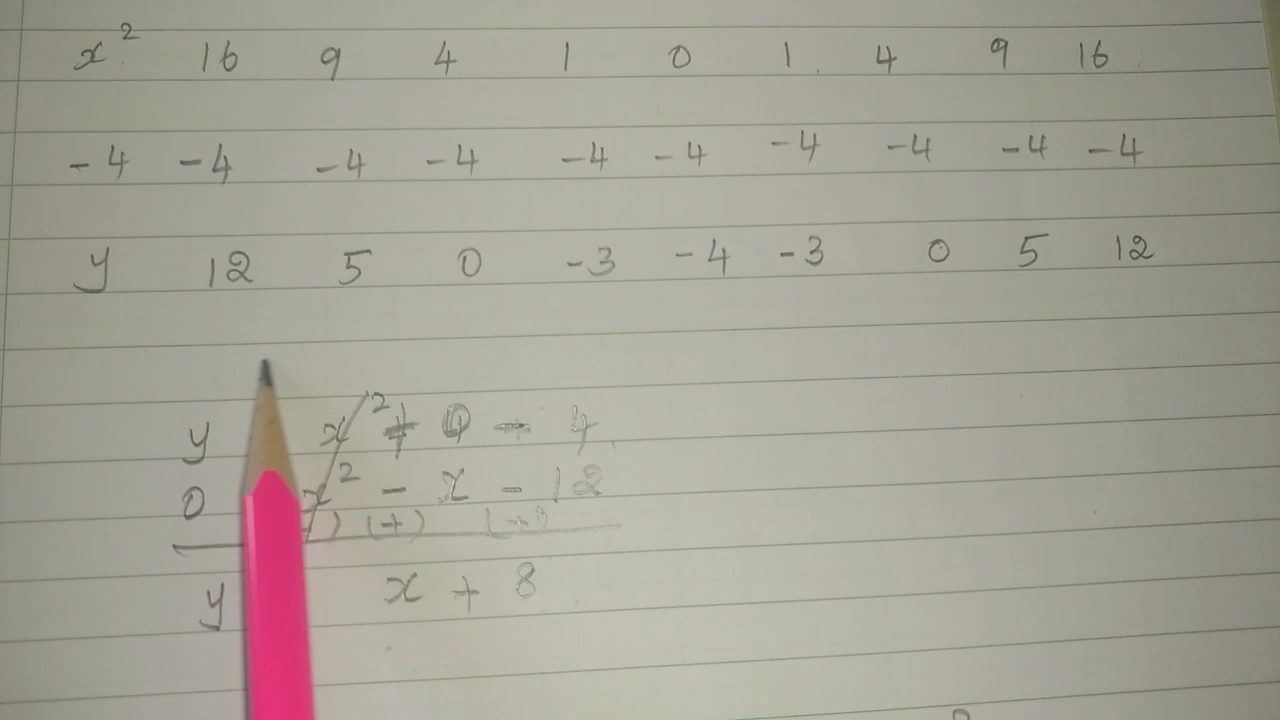 x² 16 9 4 1 0 1 4 9 16
-4 -4 -4 -4 -4 -4 -4 -4 -4 -4
y 12 5 0 -3 -4 -3 0 5 12
y x² + 0 - 4
0 x² - x - 12
) (+) (+)
y x + 8